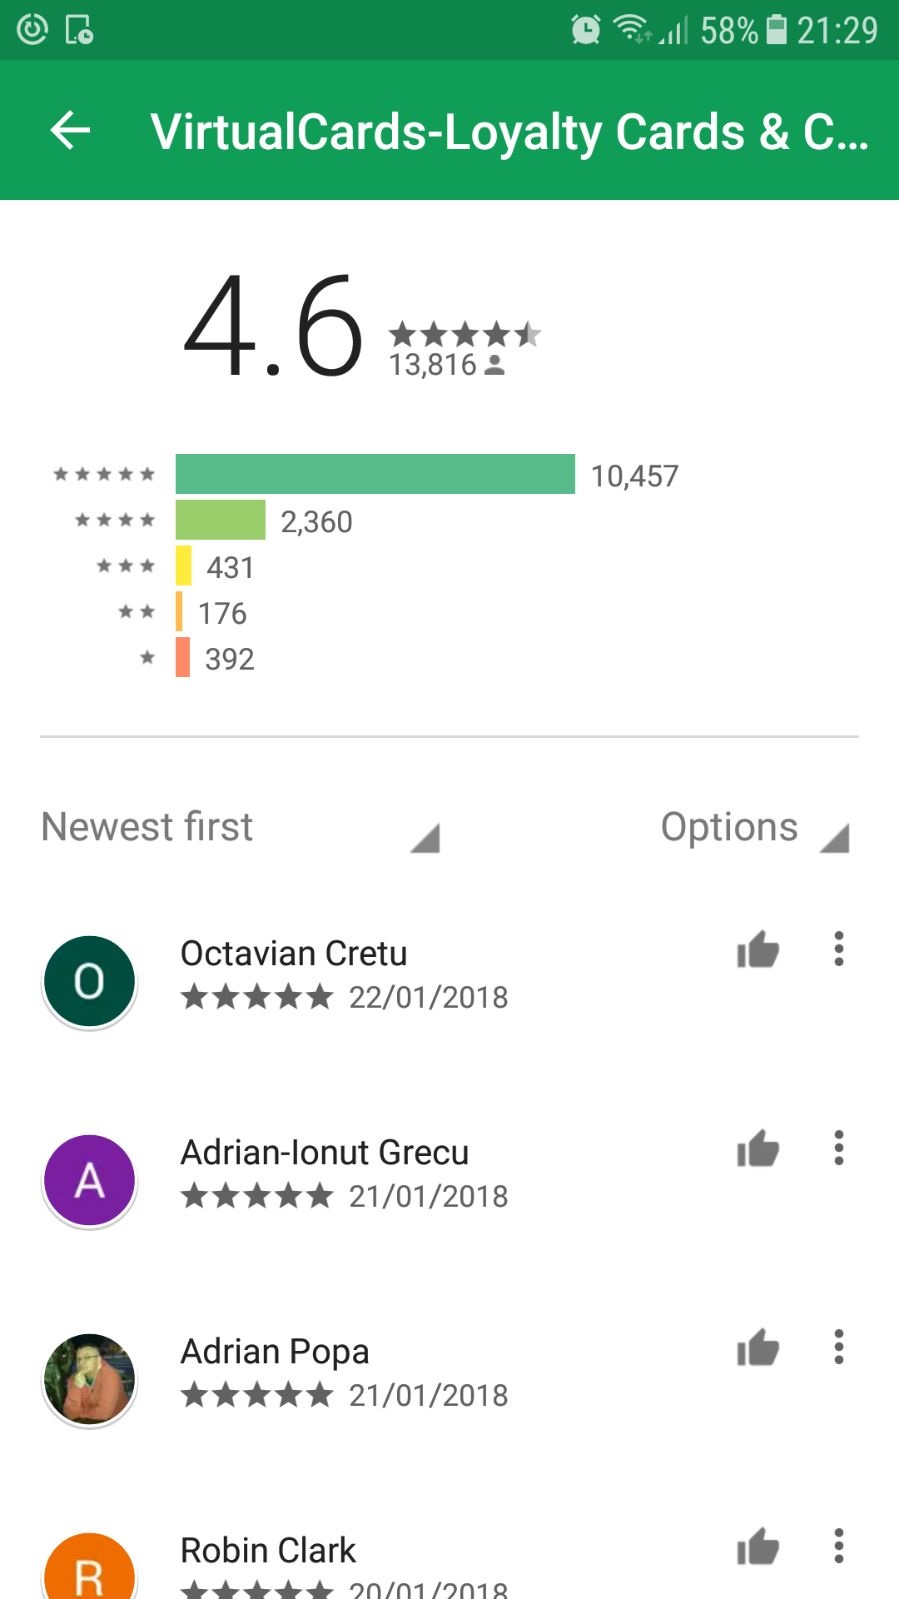 58% 21:29
VirtualCards-Loyalty Cards & C...
4.6
13,816
10,457
2,360
431
176
392
Newest first Options
O
Octavian Cretu
22/01/2018
A
Adrian-Ionut Grecu
21/01/2018
Adrian Popa
21/01/2018
R
Robin Clark
20/01/2018